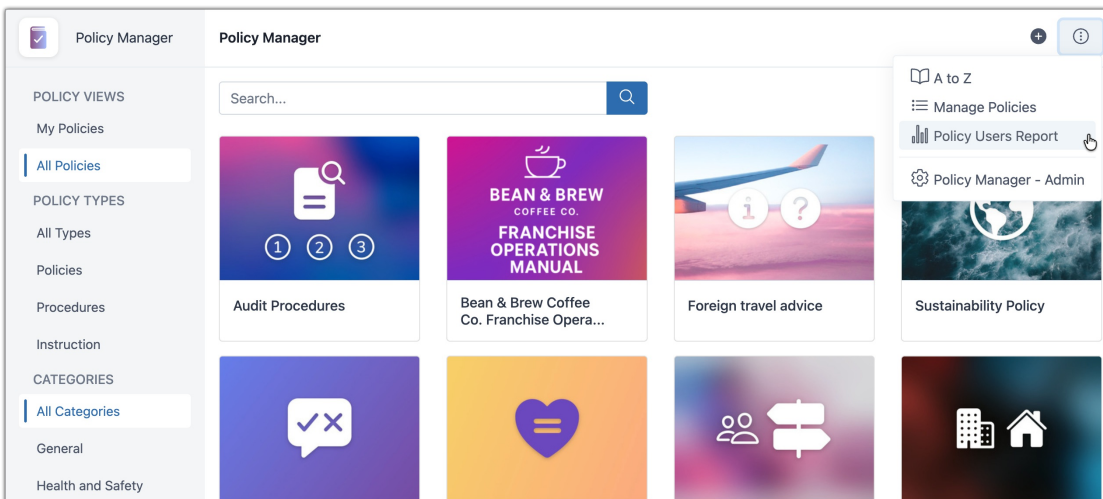 Policy Manager
Policy Manager
POLICY VIEWS
My Policies
All Policies
POLICY TYPES
All Types
Policies
Procedures
Instruction
CATEGORIES
All Categories
General
Health and Safety
Search...
A to Z
Manage Policies
Policy Users Report
Policy Manager - Admin
1 2 3
Audit Procedures
BEAN & BREW
COFFEE CO.
FRANCHISE
OPERATIONS
MANUAL
Bean & Brew Coffee
Co. Franchise Opera...
i ?
Foreign travel advice
Sustainability Policy